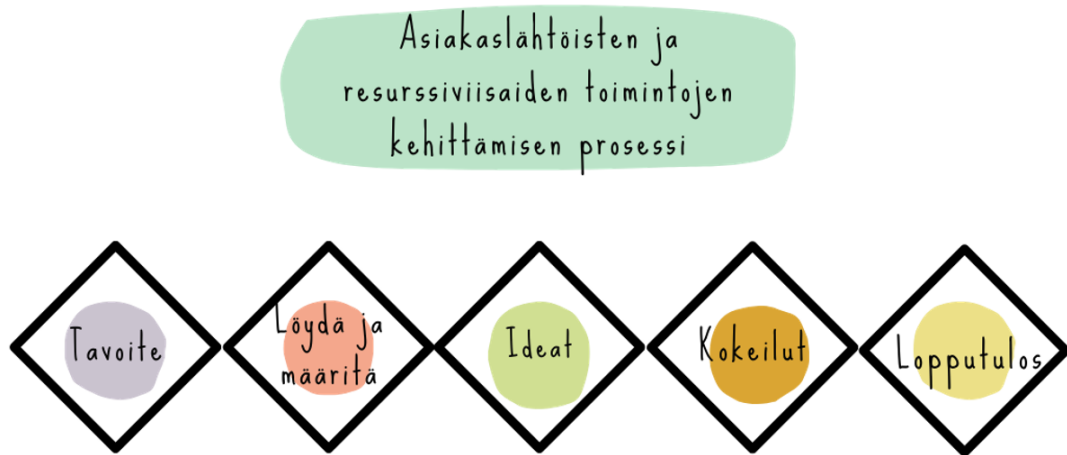 Asiakaslähtöisten ja
resurssiviisaiden toimintojen
kehittämisen prosessi
Tavoite
Löydä ja
määritä
Ideat
Kokeilut
Lopputulos